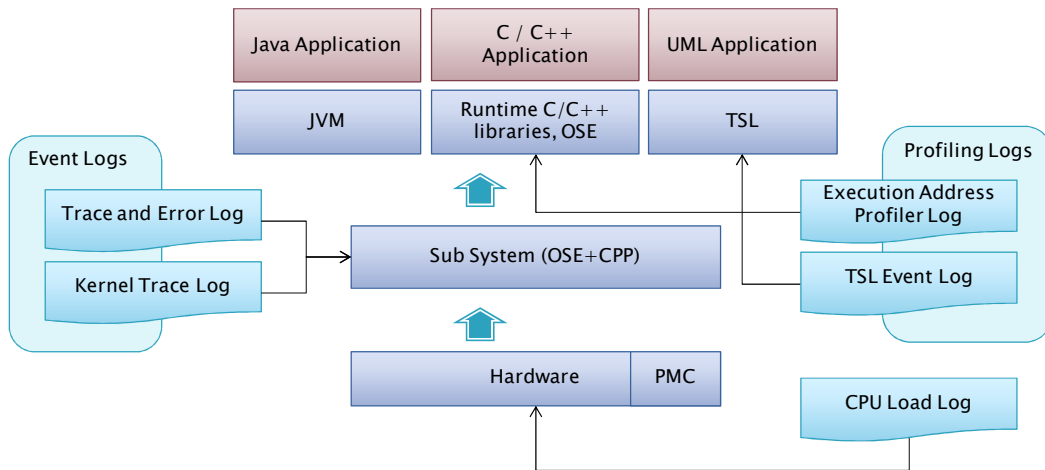 Java Application
C / C++
Application
UML Application
JVM
Runtime C/C++
libraries, OSE
TSL
Event Logs
Trace and Error Log
Kernel Trace Log
Sub System (OSE+CPP)
Profiling Logs
Execution Address
Profiler Log
TSL Event Log
Hardware
PMC
CPU Load Log